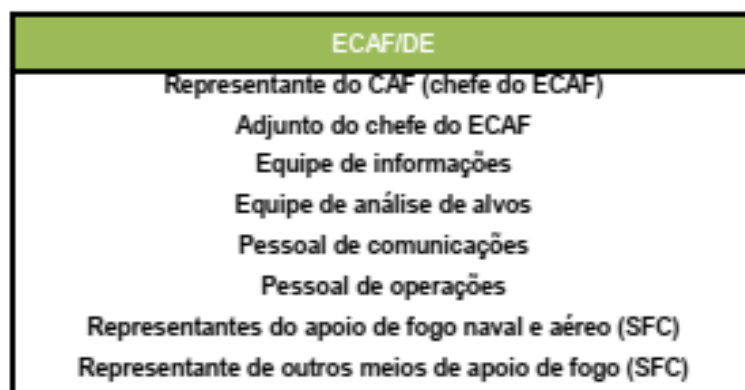 ECAF/DE
Representante do CAF (chefe do ECAF)
Adjunto do chefe do ECAF
Equipe de informações
Equipe de análise de alvos
Pessoal de comunicações
Pessoal de operações
Representantes do apoio de fogo naval e aéreo (SFC)
Representante de outros meios de apoio de fogo (SFC)